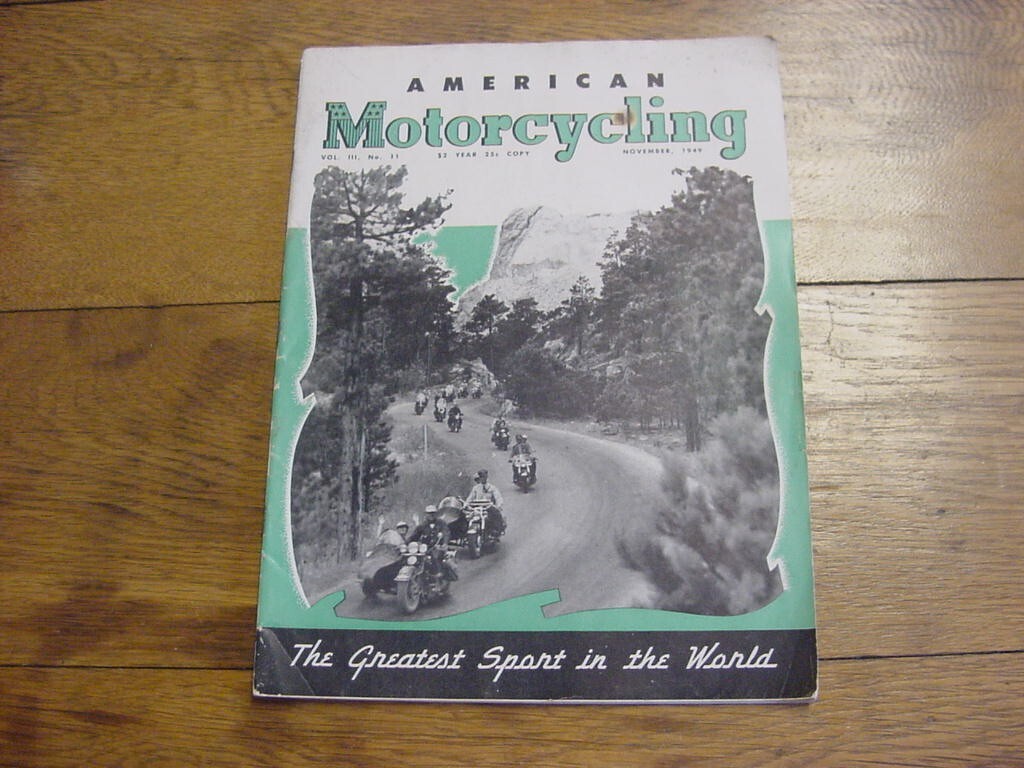 AMERICAN
Motorcycling
VOL. III, No. 11 $2 YEAR 25c COPY NOVEMBER, 1949
The Greatest Sport in the World